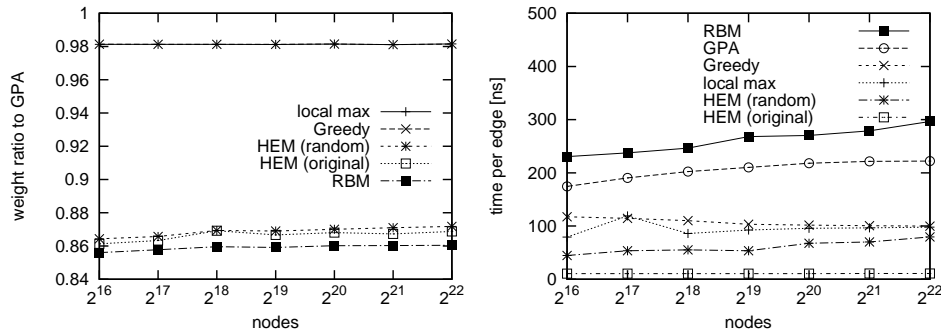 1
0.98
0.96
0.94
0.92
0.9
0.88
0.86
0.84
weight ratio to GPA
local max
Greedy
HEM (random)
HEM (original)
RBM
2^16 2^17 2^18 2^19 2^20 2^21 2^22
nodes
500
400
300
200
100
0
time per edge [ns]
RBM
GPA
Greedy
local max
HEM (random)
HEM (original)
2^16 2^17 2^18 2^19 2^20 2^21 2^22
nodes